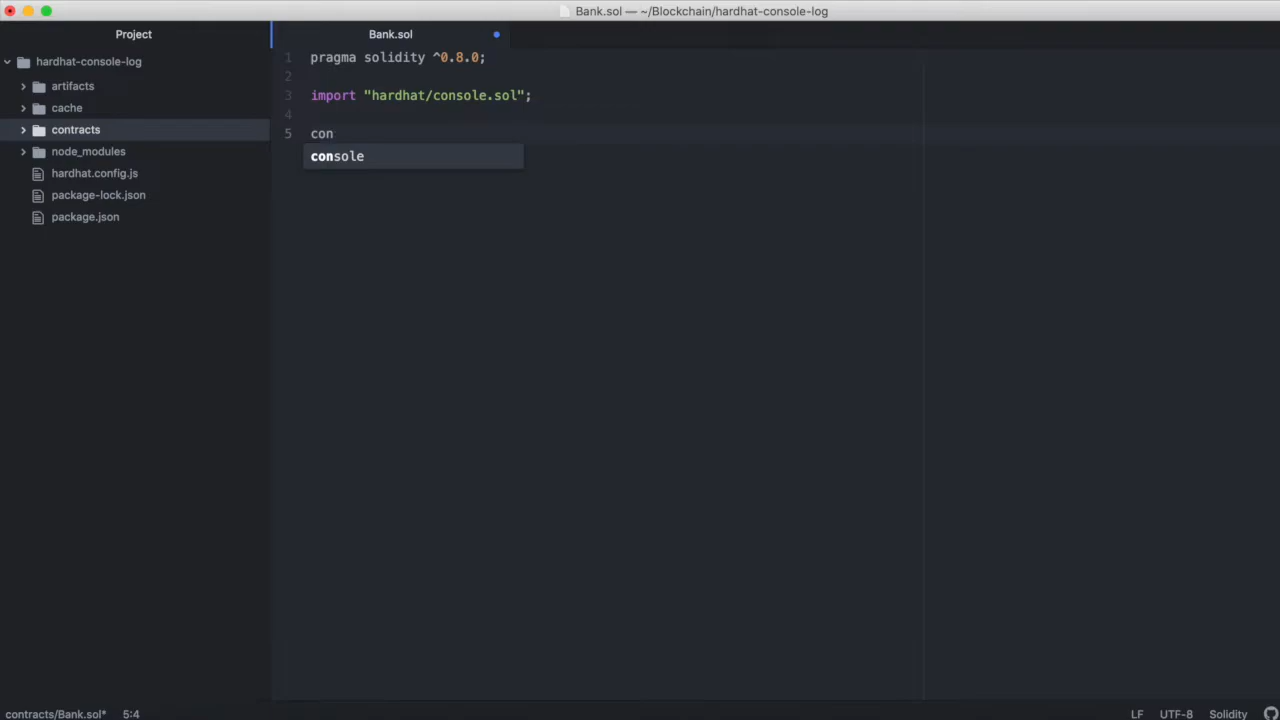 Bank.sol — ~/Blockchain/hardhat-console-log
Project
Bank.sol
hardhat-console-log
artifacts
cache
contracts
node_modules
hardhat.config.js
package-lock.json
package.json
1 pragma solidity ^0.8.0;
2
3 import "hardhat/console.sol";
4
5 con
console
contracts/Bank.sol* 5:4
LF UTF-8 Solidity